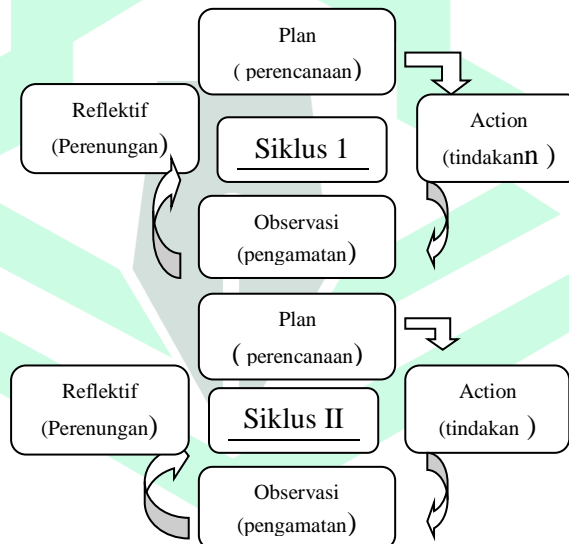 Plan
( perencanaan)
Reflektif
(Perenungan)
Action
(tindakann )
Siklus 1
Observasi
(pengamatan)
Plan
( perencanaan)
Reflektif
(Perenungan)
Action
(tindakan )
Siklus II
Observasi
(pengamatan)